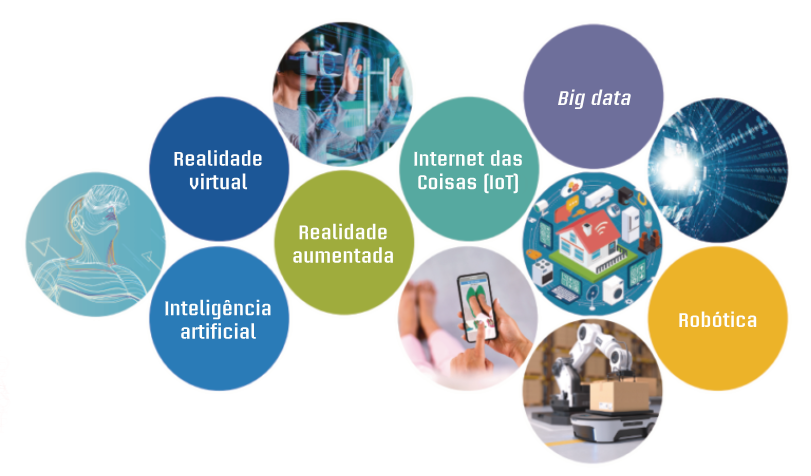 Big data
Realidade
virtual
Internet das
Coisas (IoT)
Realidade
aumentada
Inteligência
artificial
Robótica